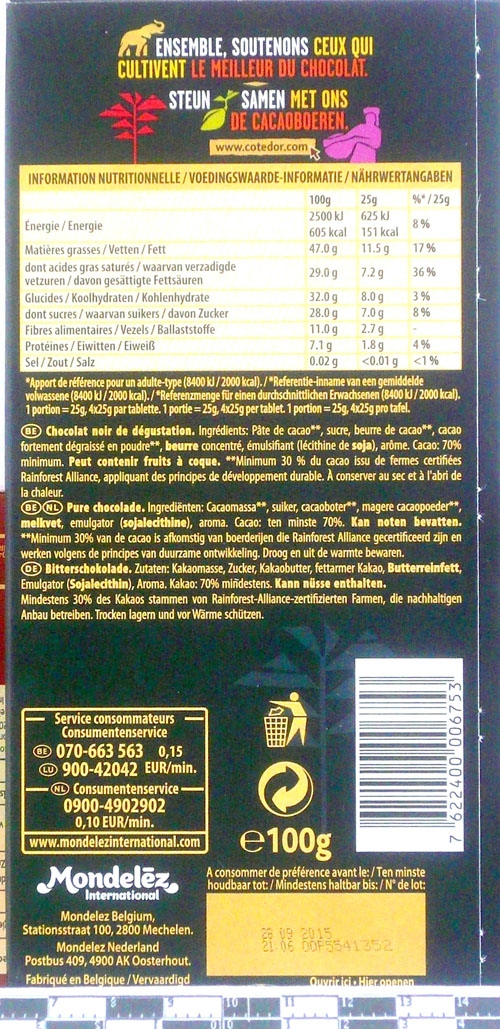 ENSEMBLE, SOUTENONS CEUX QUI
CULTIVENT LE MEILLEUR DU CHOCOLAT.
STEUN SAMEN MET ONS
DE CACAOBOEREN.
www.cotedor.com
INFORMATION NUTRITIONNELLE / VOEDINGSWAARDE-INFORMATIE / NÄHRWERTANGABEN
100g 25g %* / 25g
Énergie / Energie 2500 kJ 625 kJ 8 %
605 kcal 151 kcal
Matières grasses / Vetten / Fett 47.0 g 11.5 g 17 %
dont acides gras saturés / waarvan verzadigde
vetzuren / davon gesättigte Fettsäuren 29.0 g 7.2 g 36 %
Glucides / Koolhydraten / Kohlenhydrate 32.0 g 8.0 g 3 %
dont sucres / waarvan suikers / davon Zucker 28.0 g 7.0 g 8 %
Fibres alimentaires / Vezels / Ballaststoffe 11.0 g 2.7 g -
Protéines / Eiwitten / Eiweiß 7.1 g 1.8 g 4 %
Sel / Zout / Salz 0.02 g <0.01 g <1 %
*Apport de référence pour un adulte-type (8400 kJ / 2000 kcal). / *Referentie-inname van een gemiddelde
volwassene (8400 kJ / 2000 kcal). / *Referenzmenge für einen durchschnittlichen Erwachsenen (8400 kJ / 2000 kcal).
1 portion = 25g, 4x25g par tablette. 1 portie = 25g, 4x25g per tablet. 1 portion = 25g, 4x25g pro tafel.
BE Chocolat noir de dégustation. Ingrédients: Pâte de cacao**, sucre, beurre de cacao**, cacao
fortement dégraissé en poudre**, beurre concentré, émulsifiant (lécithine de soja), arôme. Cacao: 70%
minimum. Peut contenir fruits à coque. **Minimum 30 % du cacao issu de fermes certifiées
Rainforest Alliance, appliquant des principes de développement durable. À conserver au sec et à l'abri de
la chaleur.
BE NL Pure chocolade. Ingrediënten: Cacaomassa**, suiker, cacaoboter**, magere cacaopoeder**,
melkvet, emulgator (sojalecithine), aroma. Cacao: ten minste 70%. Kan noten bevatten.
**Minimum 30% van de cacao is afkomstig van boerderijen die Rainforest Alliance gecertificeerd zijn en
werken volgens de principes van duurzame ontwikkeling. Droog en uit de warmte bewaren.
DE Bitterschokolade. Zutaten: Kakaomasse, Zucker, Kakaobutter, fettarmer Kakao, Butterreinfett,
Emulgator (Sojalecithin), Aroma. Kakao: 70% mindestens. Kann nüsse enthalten.
Mindestens 30% des Kakaos stammen von Rainforest-Alliance-zertifizierten Farmen, die nachhaltigen
Anbau betreiben. Trocken lagern und vor Wärme schützen.
Service consommateurs
Consumentenservice
BE 070-663 563 0,15
LU 900-42042 EUR/min.
NL Consumentenservice
0900-4902902
0,10 EUR/min.
www.mondelezinternational.com
Mondelēz
International
Mondelez Belgium,
Stationsstraat 100, 2800 Mechelen.
Mondelez Nederland
Postbus 409, 4900 AK Oosterhout.
Fabriqué en Belgique / Vervaardigd
e100g
7 622400 006753
A consommer de préférence avant le: / Ten minste
houdbaar tot: / Mindestens haltbar bis: / N° de lot:
28 09 2015
21:06 OOP5541352
Ouvrir ici • Hier openen
7 8 9 10 11 12 13 14